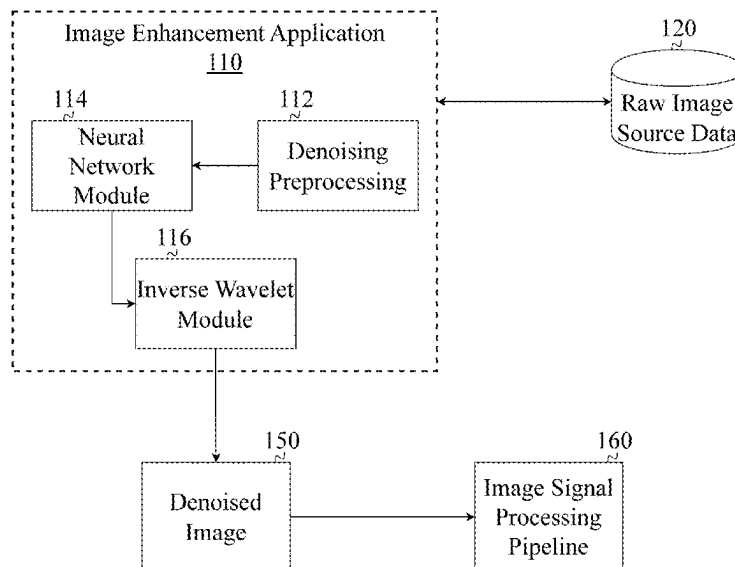 Image Enhancement Application
110
120
Raw Image
Source Data
114
Neural
Network
Module
112
Denoising
Preprocessing
116
Inverse Wavelet
Module
150
Denoised
Image
160
Image Signal
Processing
Pipeline